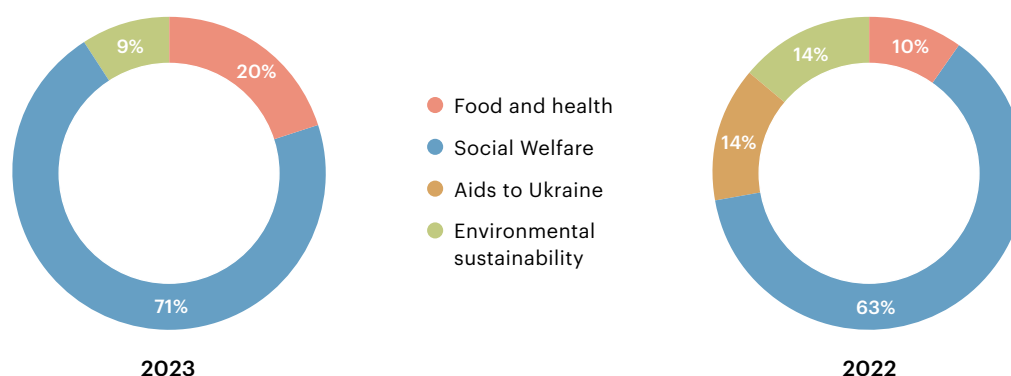 9%
20%
71%
2023
Food and health
Social Welfare
Aids to Ukraine
Environmental
sustainability
10%
14%
14%
63%
2022